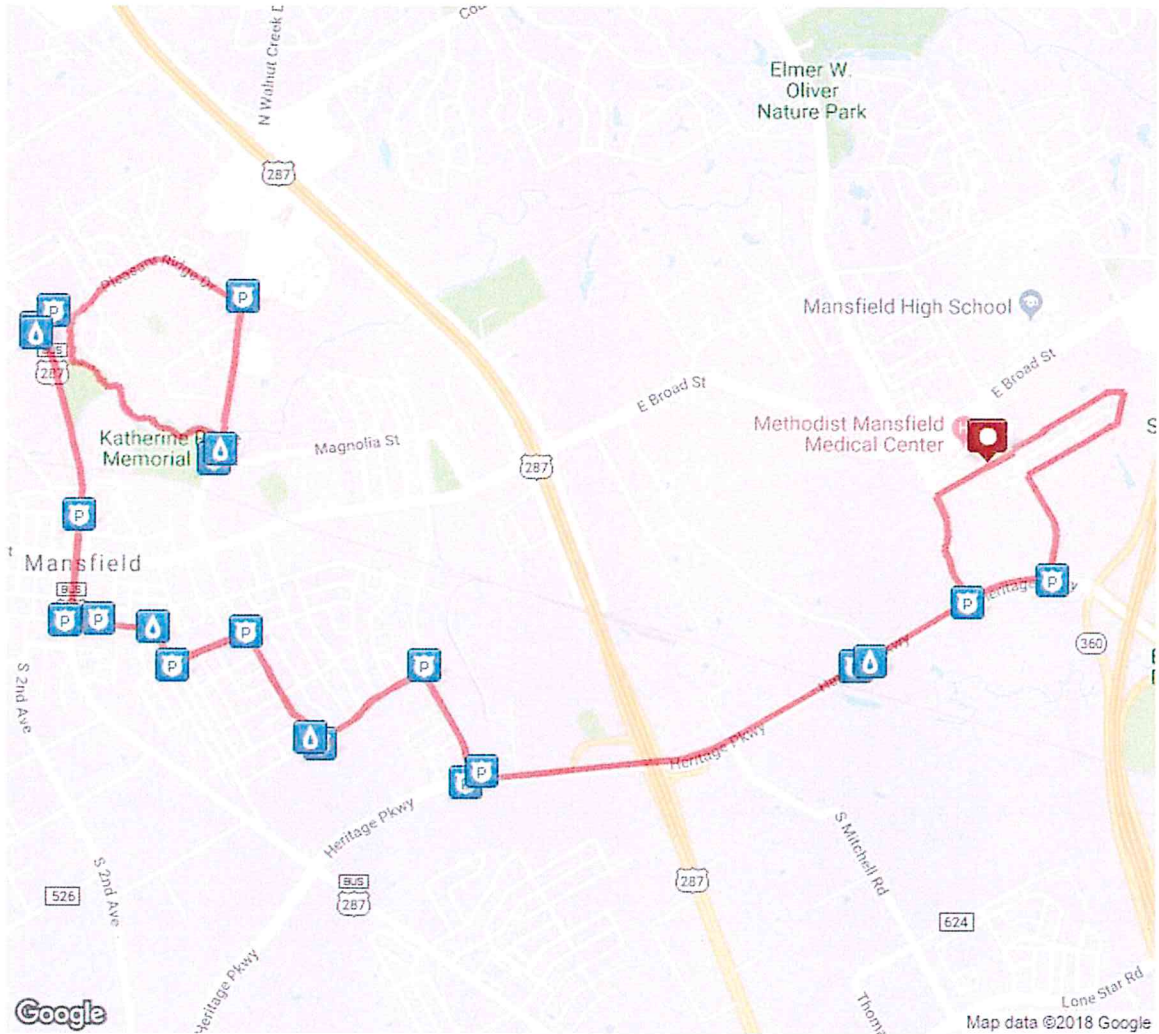 N Walnut Creek D
Elmer W.
Oliver
Nature Park
287
Pleasant Ridge Dr
P
P
Mansfield High School
BUS
287
E Broad St
E Broad St
Methodist Mansfield
Medical Center
H
S
Katherine
Memorial
Magnolia St
287
P
t
Mansfield
BUS
P
P
P
P
P
P
P
P
Heritage Pkwy
360
S 2nd Ave
Heritage Pkwy
S Mitchell Rd
Heritage Pkwy
S 2nd Ave
526
BUS
287
287
624
Heritage Pkwy
Lone Star Rd
Google
Map data ©2018 Google